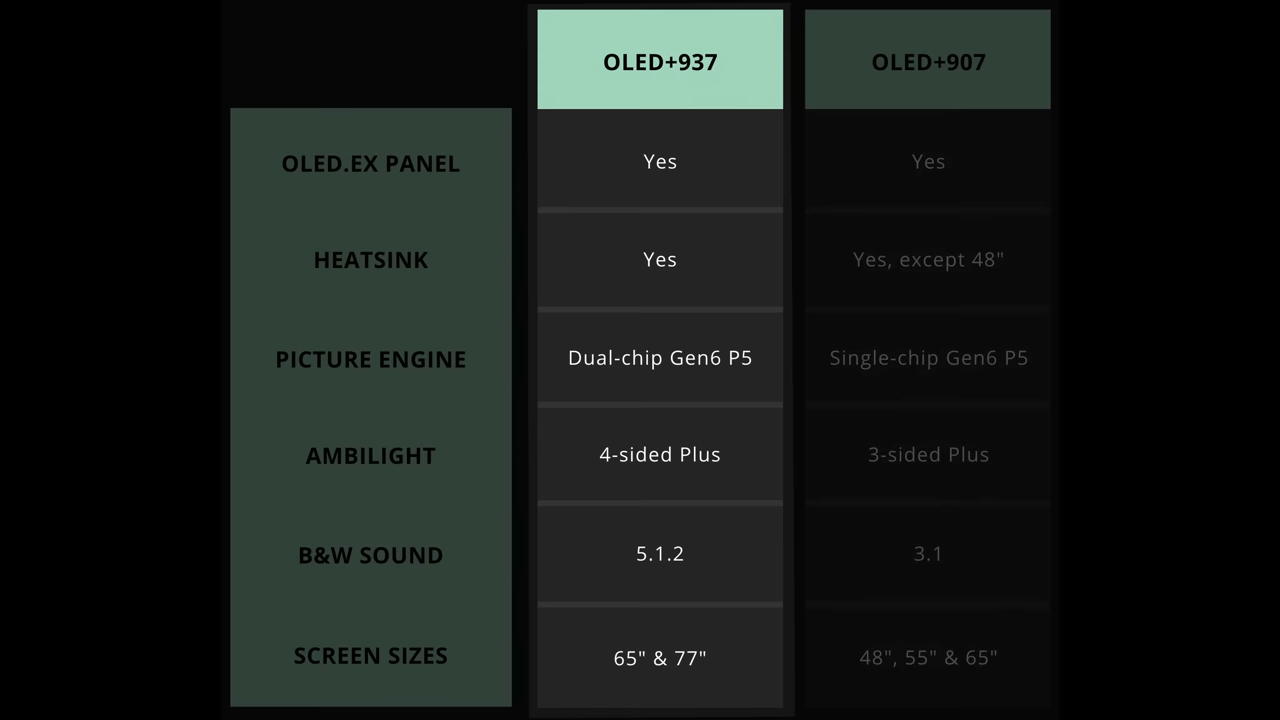 OLED+937 OLED+907
OLED.EX PANEL Yes Yes
HEATSINK Yes Yes, except 48"
PICTURE ENGINE Dual-chip Gen6 P5 Single-chip Gen6 P5
AMBILIGHT 4-sided Plus 3-sided Plus
B&W SOUND 5.1.2 3.1
SCREEN SIZES 65" & 77" 48", 55" & 65"